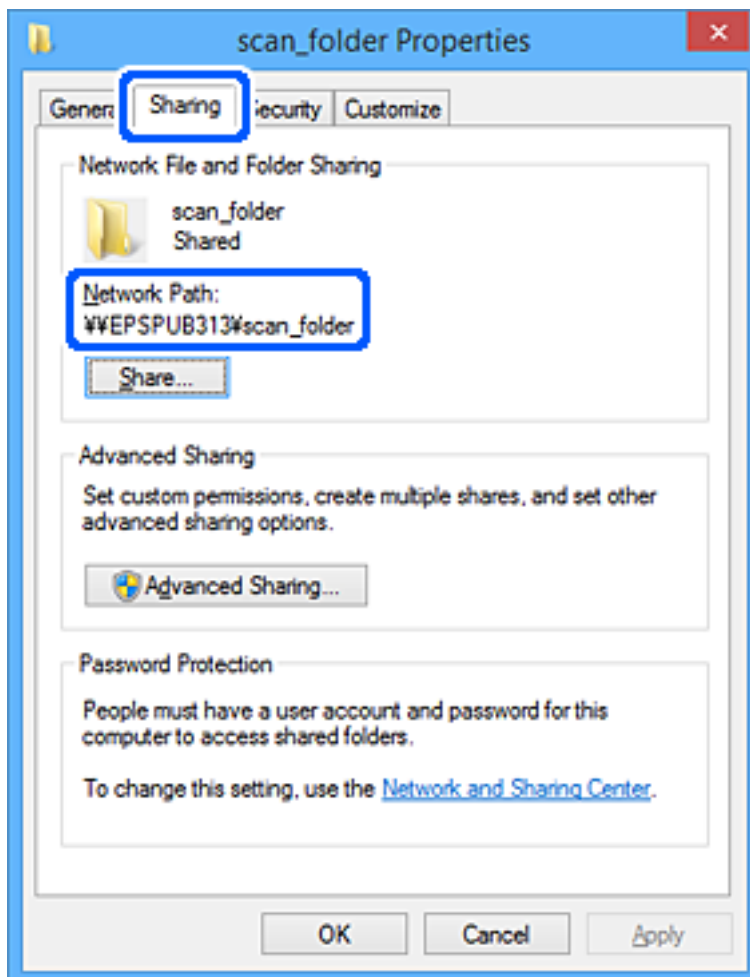 scan_folder Properties
Genera Sharing ecurity Customize
Network File and Folder Sharing
scan_folder
Shared
Network Path:
¥¥EPSPUB313¥scan_folder
Share...
Advanced Sharing
Set custom permissions, create multiple shares, and set other
advanced sharing options.
Advanced Sharing...
Password Protection
People must have a user account and password for this
computer to access shared folders.
To change this setting, use the Network and Sharing Center.
OK Cancel Apply